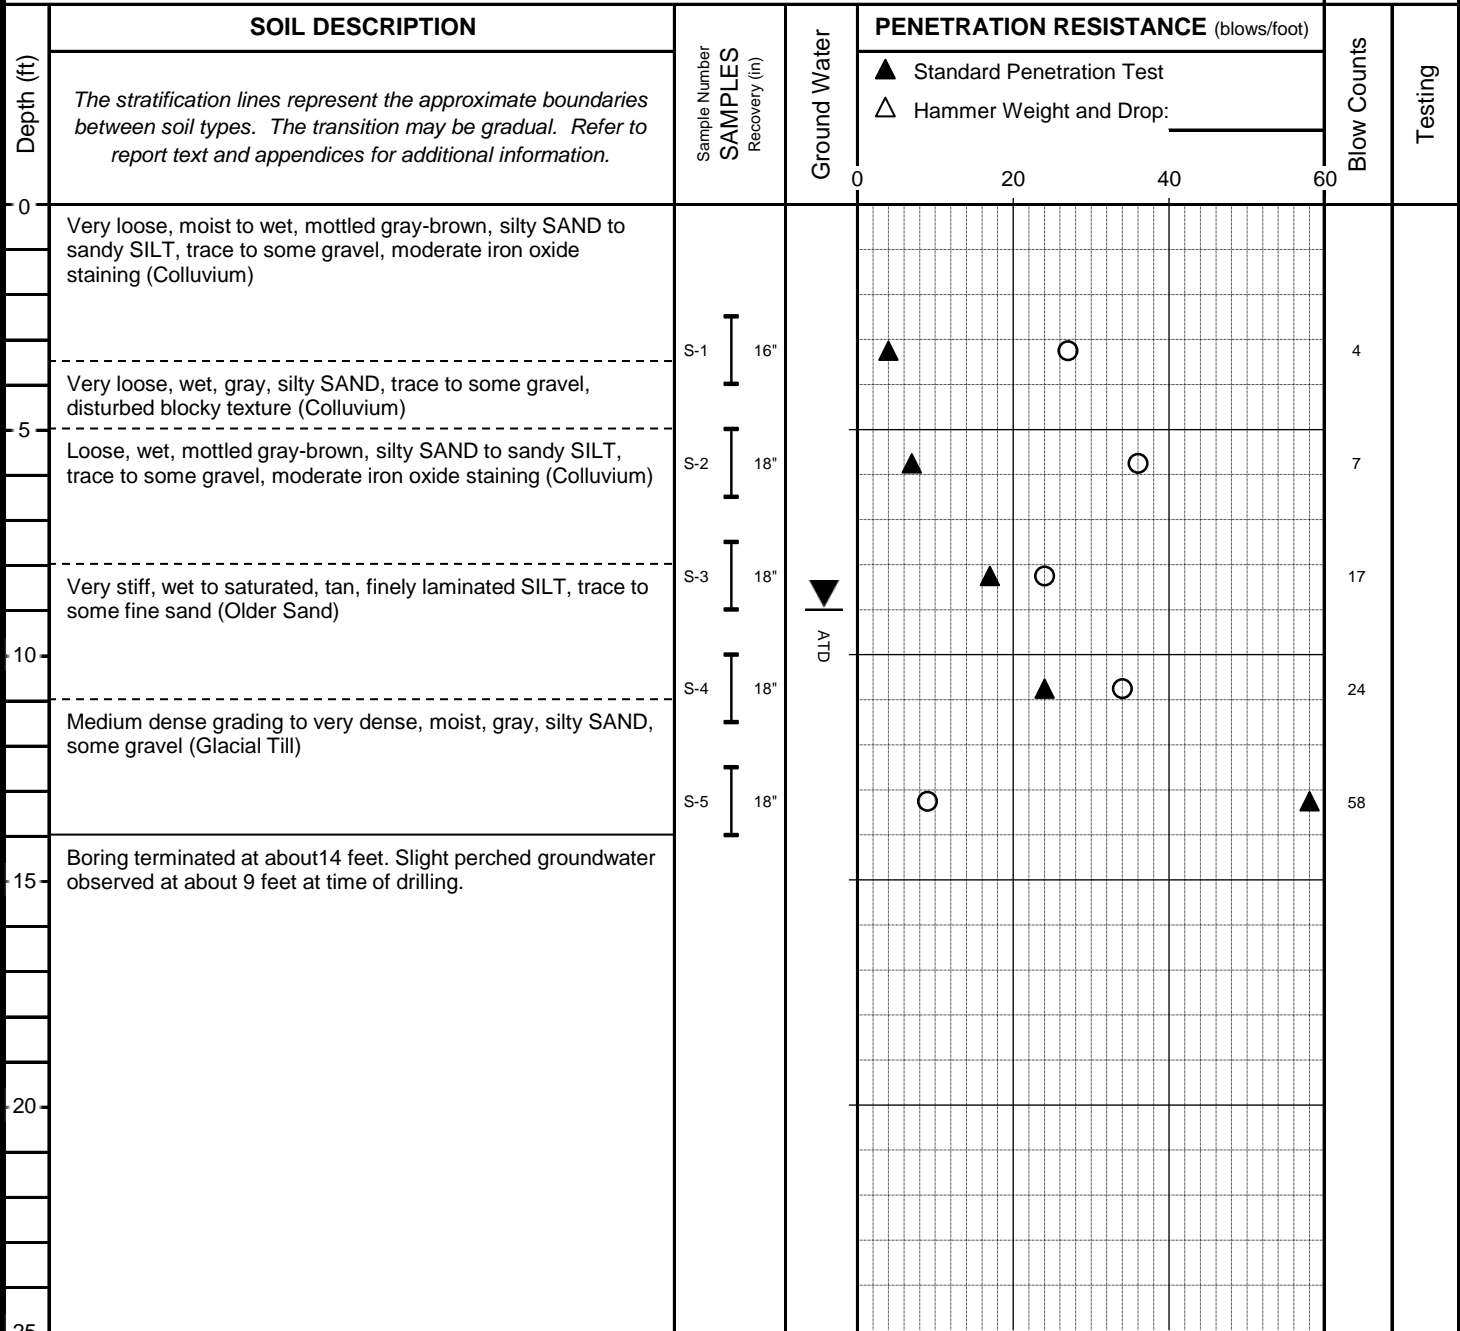 Depth (ft)
SOIL DESCRIPTION
The stratification lines represent the approximate boundaries
between soil types. The transition may be gradual. Refer to
report text and appendices for additional information.
Sample Number
SAMPLES
Recovery (in)
Ground Water
PENETRATION RESISTANCE (blows/foot)
Standard Penetration Test
Hammer Weight and Drop:
0 20 40 60
Blow Counts
Testing
0
Very loose, moist to wet, mottled gray-brown, silty SAND to
sandy SILT, trace to some gravel, moderate iron oxide
staining (Colluvium)
S-1 16" 4
Very loose, wet, gray, silty SAND, trace to some gravel,
disturbed blocky texture (Colluvium)
5
Loose, wet, mottled gray-brown, silty SAND to sandy SILT,
trace to some gravel, moderate iron oxide staining (Colluvium)
S-2 18" 7
S-3 18" 17
Very stiff, wet to saturated, tan, finely laminated SILT, trace to
some fine sand (Older Sand)
ATD
10
S-4 18" 24
Medium dense grading to very dense, moist, gray, silty SAND,
some gravel (Glacial Till)
S-5 18" 58
Boring terminated at about14 feet. Slight perched groundwater
observed at about 9 feet at time of drilling.
15
20
25